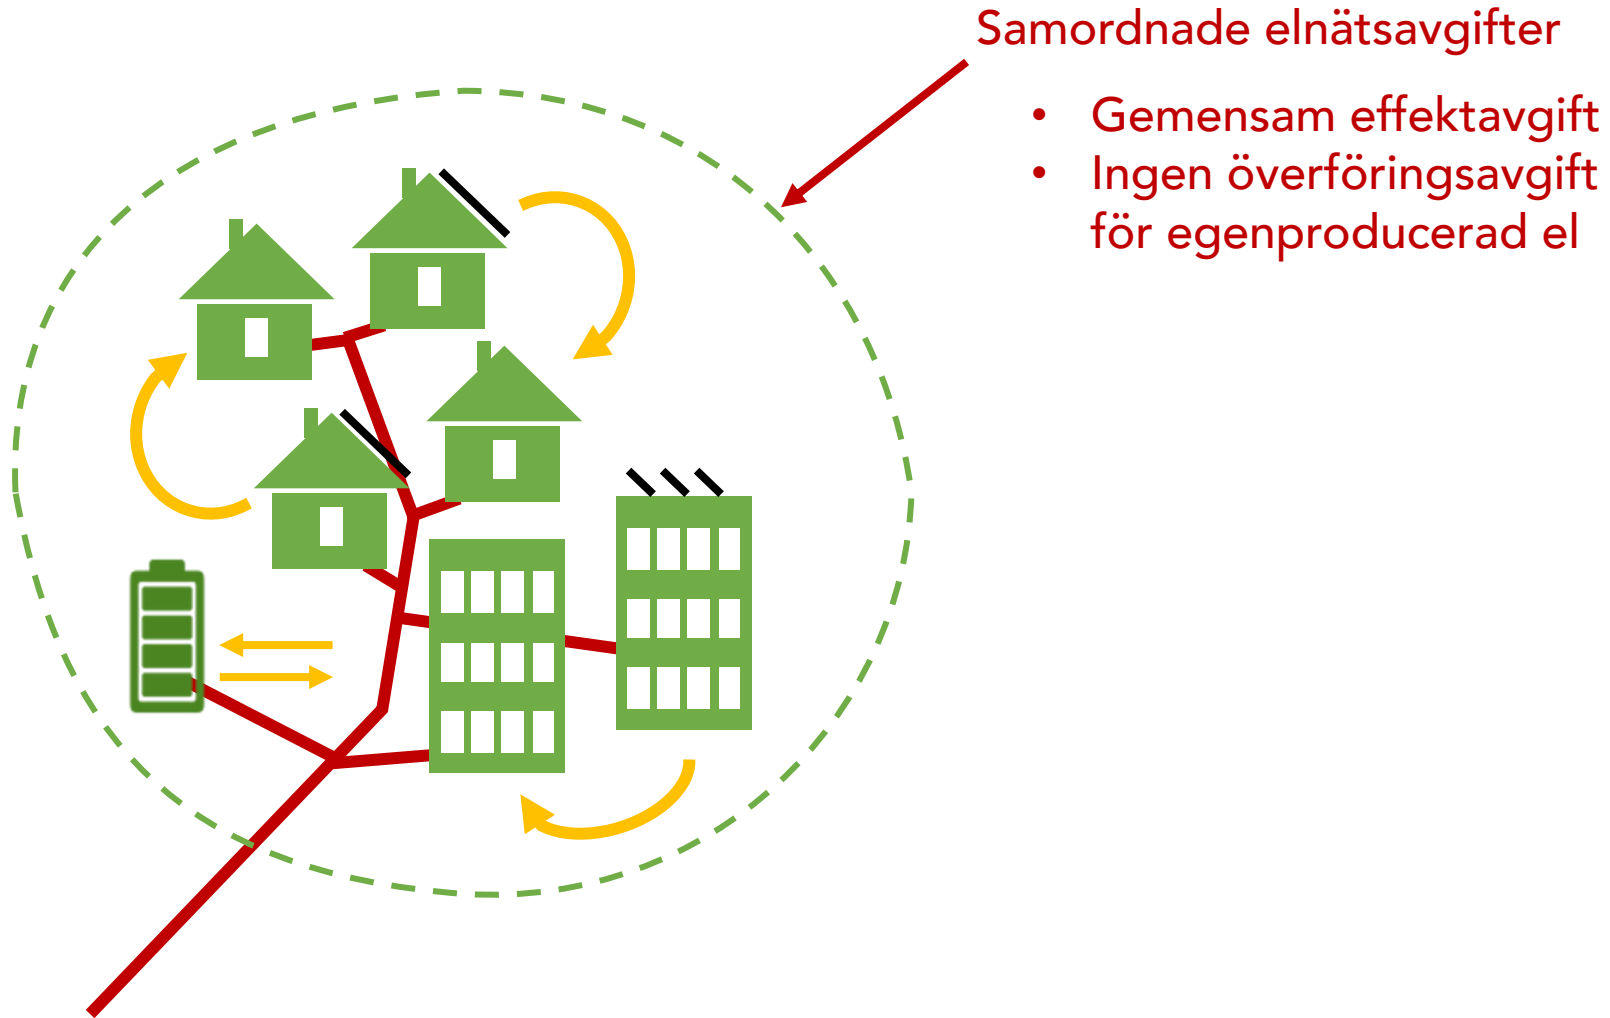 Samordnade elnätsavgifter
• Gemensam effektavgift
• Ingen överföringsavgift
för egenproducerad el